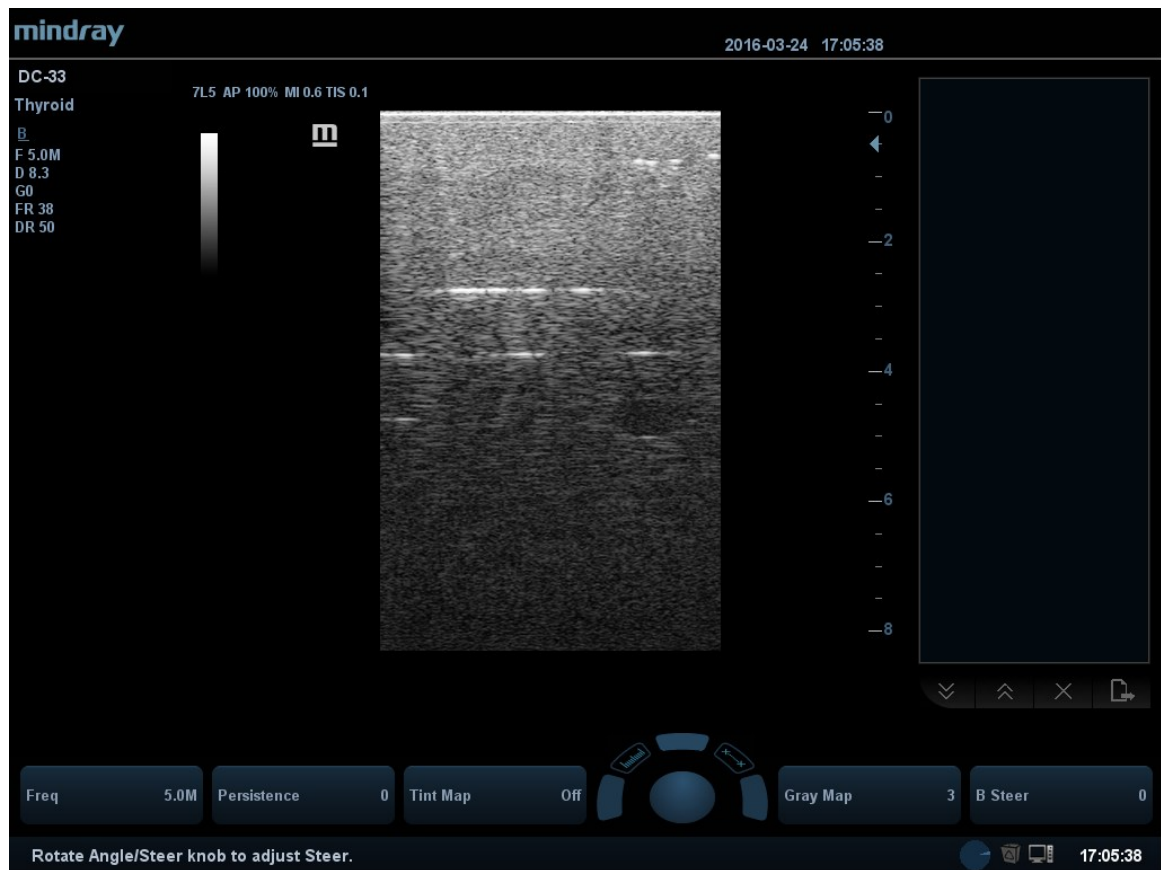 mindray
2016-03-24 17:05:38
DC-33
Thyroid
7L5 AP 100% MI 0.6 TIS 0.1
B
F 5.0M
D 8.3
G0
FR 38
DR 50
m
0
2
4
6
8
Freq 5.0M
Persistence 0
Tint Map Off
Gray Map 3
B Steer 0
Rotate Angle/Steer knob to adjust Steer.
17:05:38